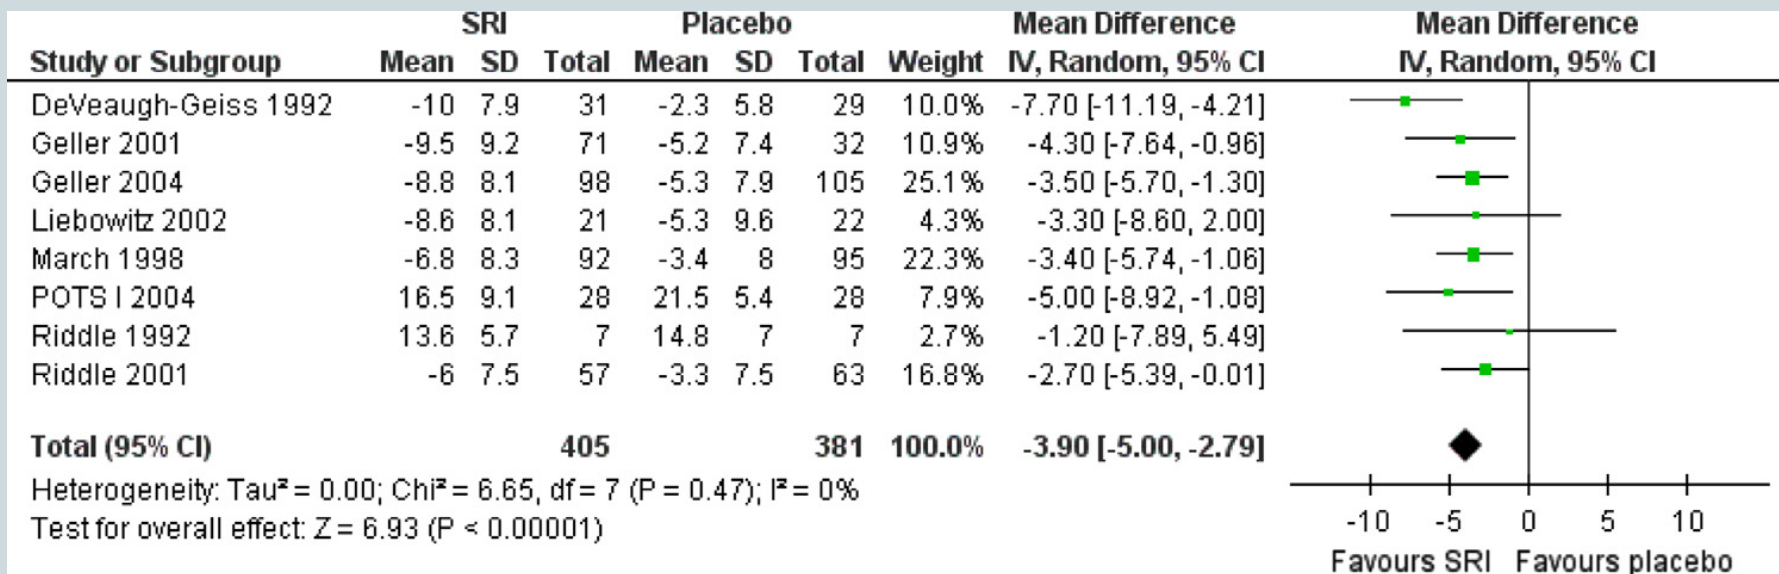 SRI Placebo Mean Difference Mean Difference
Study or Subgroup Mean SD Total Mean SD Total Weight IV, Random, 95% CI IV, Random, 95% CI
DeVeaugh-Geiss 1992 -10 7.9 31 -2.3 5.8 29 10.0% -7.70 [-11.19, -4.21]
Geller 2001 -9.5 9.2 71 -5.2 7.4 32 10.9% -4.30 [-7.64, -0.96]
Geller 2004 -8.8 8.1 98 -5.3 7.9 105 25.1% -3.50 [-5.70, -1.30]
Liebowitz 2002 -8.6 8.1 21 -5.3 9.6 22 4.3% -3.30 [-8.60, 2.00]
March 1998 -6.8 8.3 92 -3.4 8 95 22.3% -3.40 [-5.74, -1.06]
POTS I 2004 16.5 9.1 28 21.5 5.4 28 7.9% -5.00 [-8.92, -1.08]
Riddle 1992 13.6 5.7 7 14.8 7 7 2.7% -1.20 [-7.89, 5.49]
Riddle 2001 -6 7.5 57 -3.3 7.5 63 16.8% -2.70 [-5.39, -0.01]
Total (95% CI) 405 381 100.0% -3.90 [-5.00, -2.79]
Heterogeneity: Tau² = 0.00; Chi² = 6.65, df = 7 (P = 0.47); I² = 0%
Test for overall effect: Z = 6.93 (P < 0.00001)
-10 -5 0 5 10
Favours SRI Favours placebo